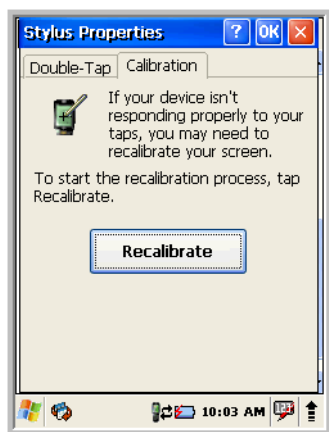 Stylus Properties ? OK
Double-Tap Calibration
If your device isn't
responding properly to your
taps, you may need to
recalibrate your screen.
To start the recalibration process, tap
Recalibrate.
Recalibrate
10:03 AM